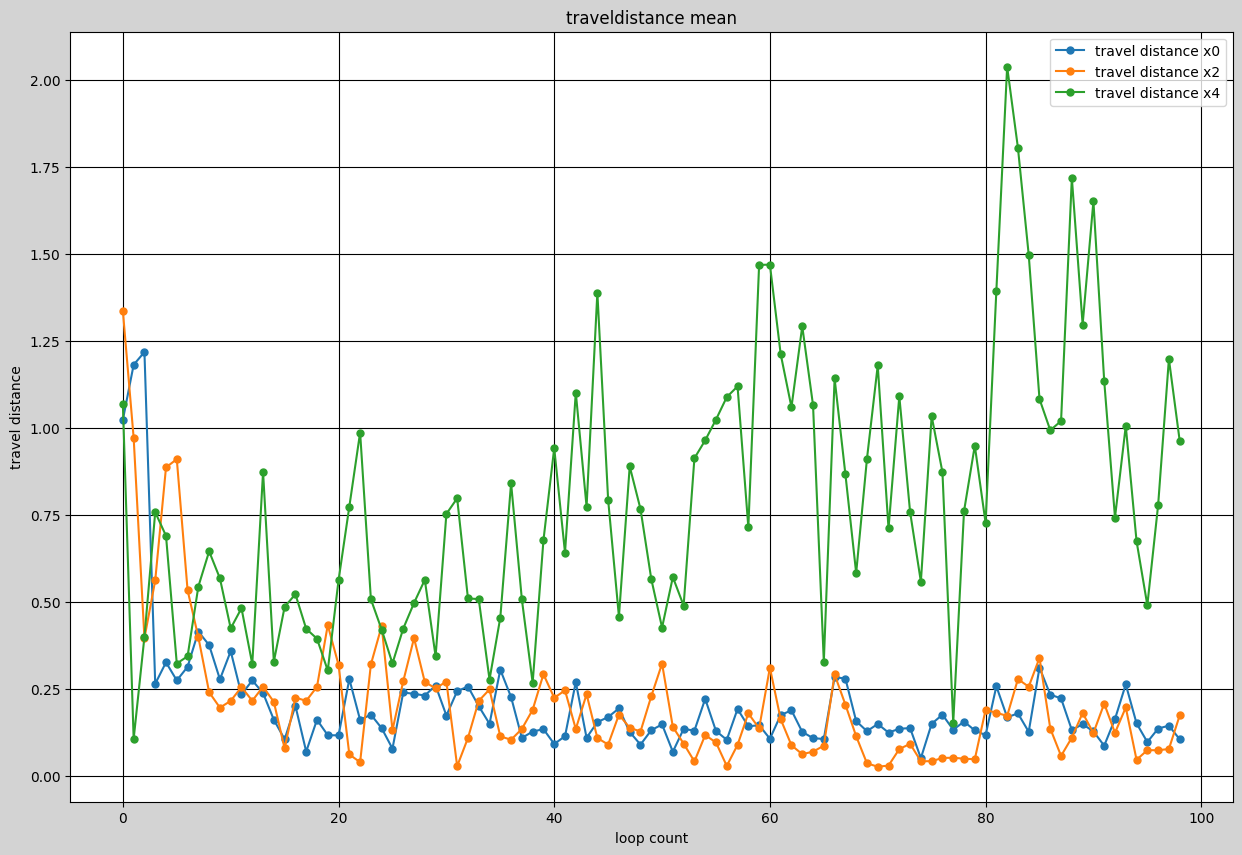 traveldistance mean
travel distance x0
travel distance x2
travel distance x4
2.00
1.75
1.50
1.25
1.00
0.75
0.50
0.25
0.00
travel distance
0 20 40 60 80 100
loop count